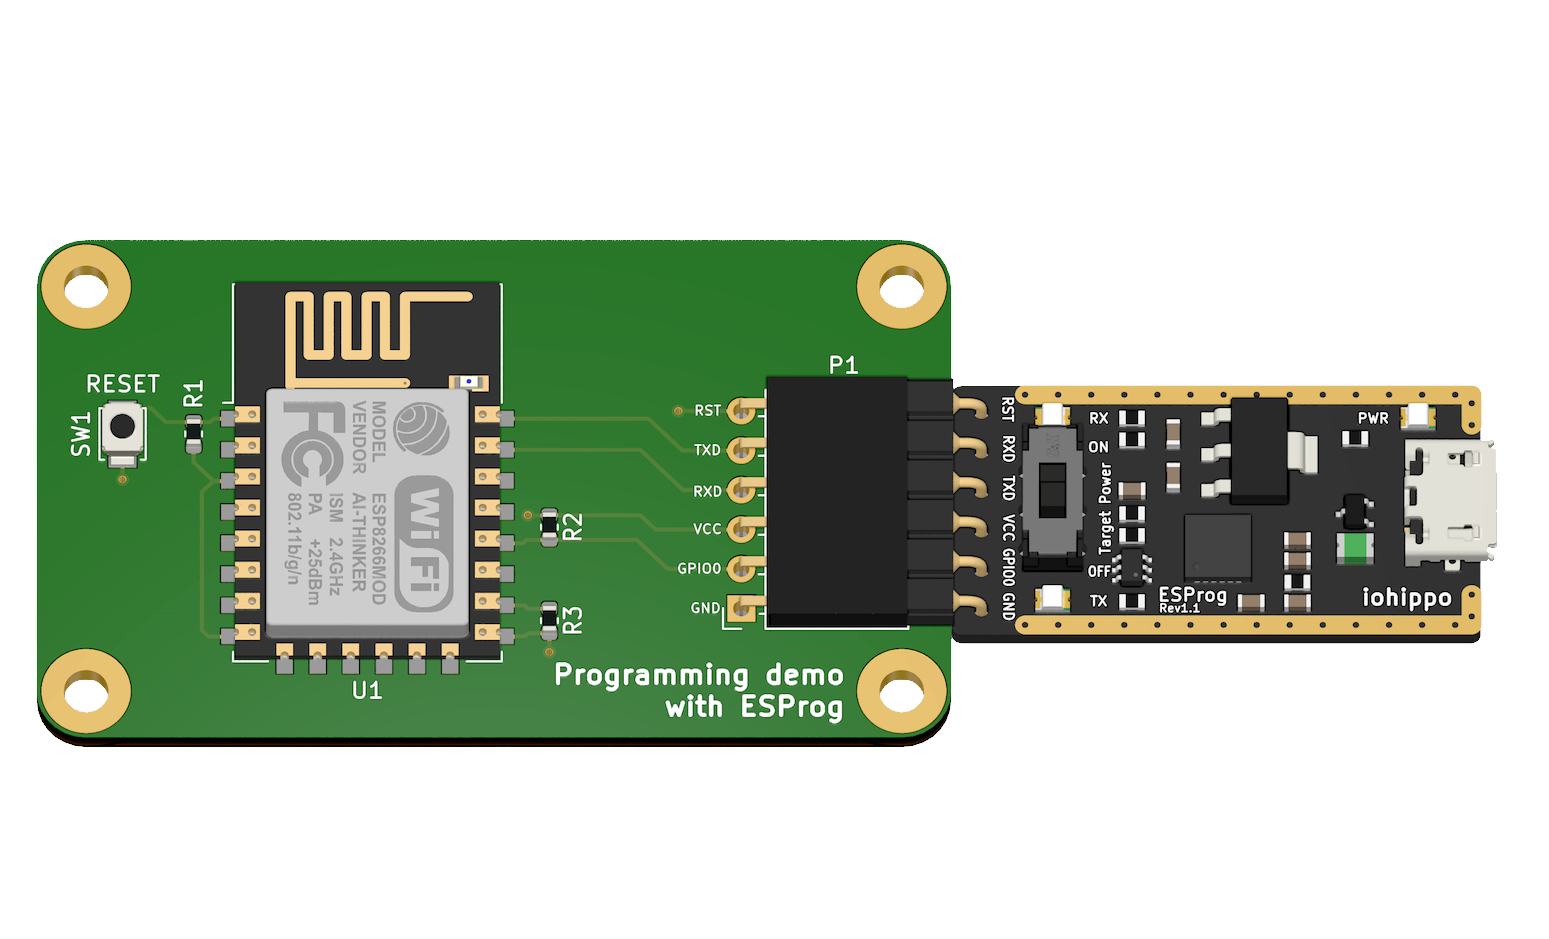 RESET
SW1
R1
MODEL
VENDOR
ESP8266MOD
AI-THINKER
ISM 2.4GHz
PA +25dBm
802.11b/g/n
FC
WiFi
U1
R2
R3
P1
RST
TXD
RXD
VCC
GPIO0
GND
Programming demo
with ESProg
RST
RXD
TXD
VCC
GPIO0
GND
RX
ON
Target Power
OFF
TX
PWR
ESProg
Rev1.1
iohippo